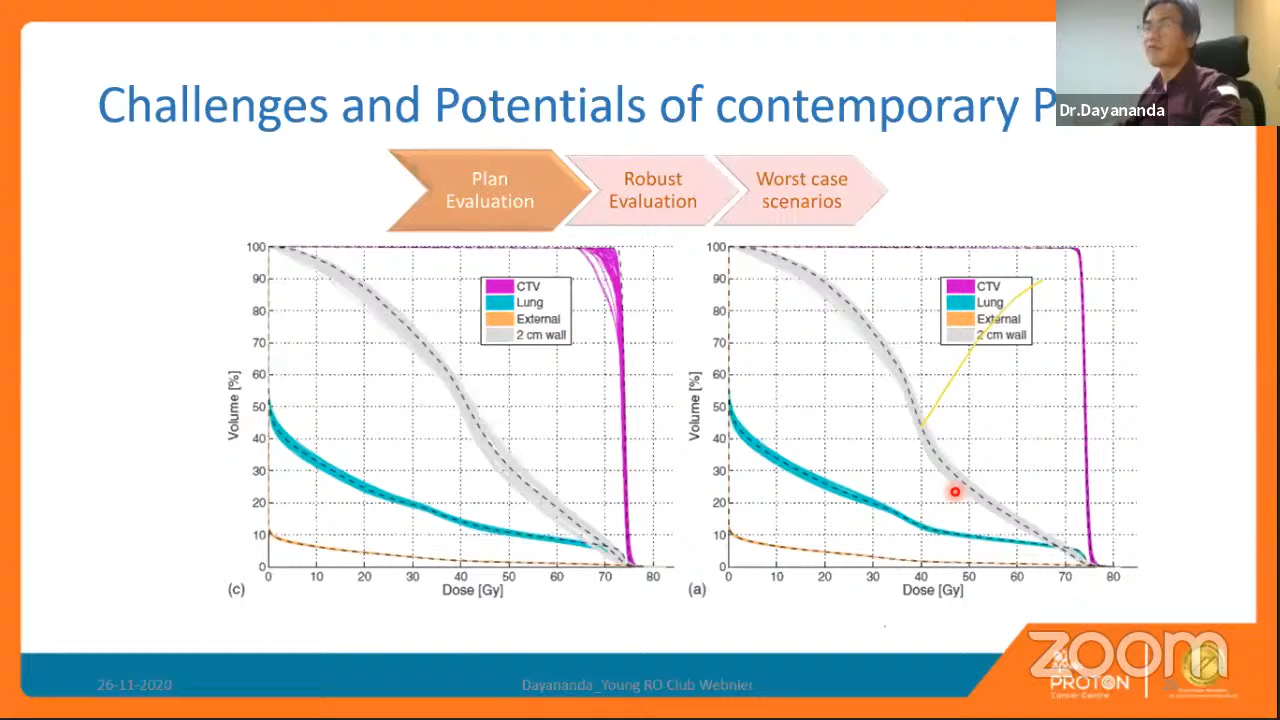 Challenges and Potentials of contemporary P
Dr.Dayananda
Plan
Evaluation
Robust
Evaluation
Worst case
scenarios
100
90
80
70
60
50
40
30
20
10
0
Volume [%]
CTV
Lung
External
2 cm wall
0 10 20 30 40 50 60 70 80
Dose [Gy]
(c)
100
90
80
70
60
50
40
30
20
10
0
Volume [%]
CTV
Lung
External
2 cm wall
0 10 20 30 40 50 60 70 80
Dose [Gy]
(a)
26-11-2020
Dayananda_Young RO Club Webnier
zoom
PROTON
Cancer Centre